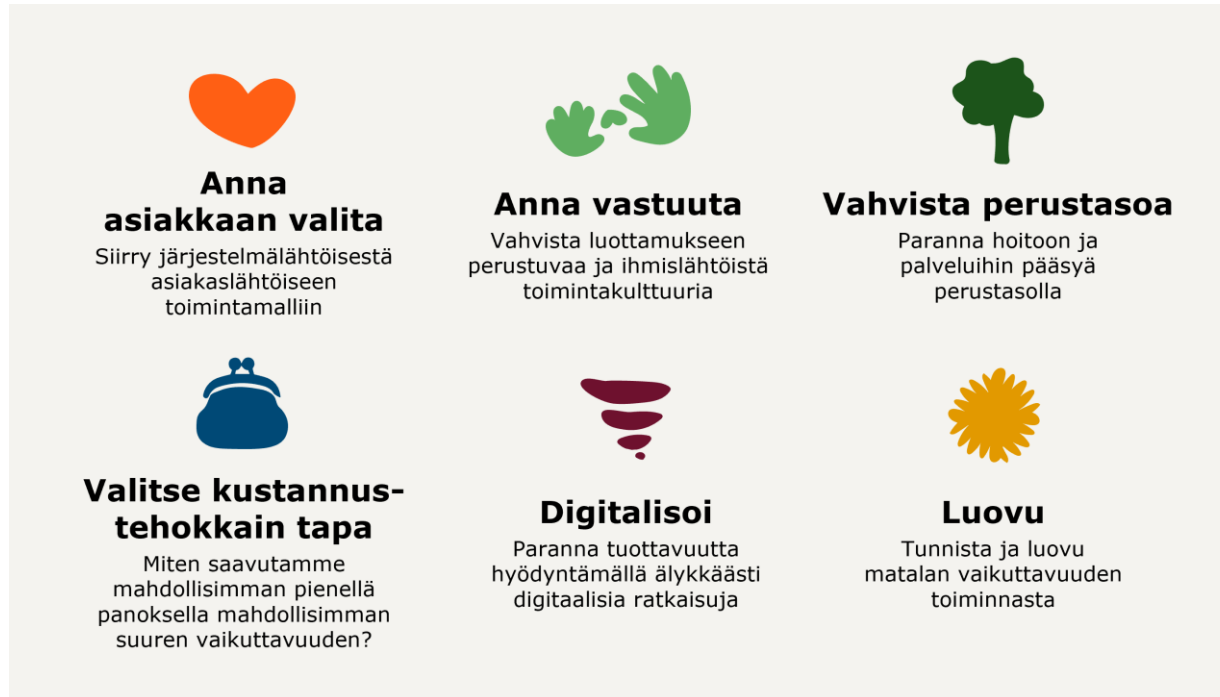 Anna
asiakkaan valita
Siirry järjestelmälähtöisestä
asiakaslähtöiseen
toimintamalliin
Anna vastuuta
Vahvista luottamukseen
perustuvaa ja ihmislähtöistä
toimintakulttuuria
Vahvista perustasoa
Paranna hoitoon ja
palveluihin pääsyä
perustasolla
Valitse kustannus-
tehokkain tapa
Miten saavutamme
mahdollisimman pienellä
panoksella mahdollisimman
suuren vaikuttavuuden?
Digitalisoi
Paranna tuottavuutta
hyödyntämällä älykkäästi
digitaalisia ratkaisuja
Luovu
Tunnista ja luovu
matalan vaikuttavuuden
toiminnasta